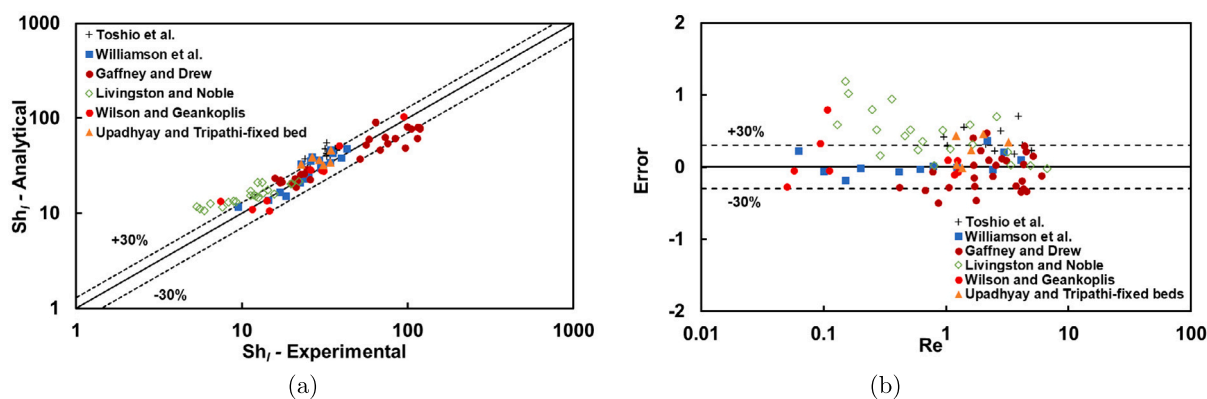 1000
100
10
1
Sh_l - Analytical
+ Toshio et al.
Williamson et al.
Gaffney and Drew
Livingston and Noble
Wilson and Geankoplis
Upadhyay and Tripathi-fixed bed
+30%
-30%
1 10 100 1000
Sh_l - Experimental
(a)
2
1
0
-1
-2
Error
+30%
-30%
Toshio et al.
Williamson et al.
Gaffney and Drew
Livingston and Noble
Wilson and Geankoplis
Upadhyay and Tripathi-fixed beds
0.01 0.1 1 10 100
Re
(b)